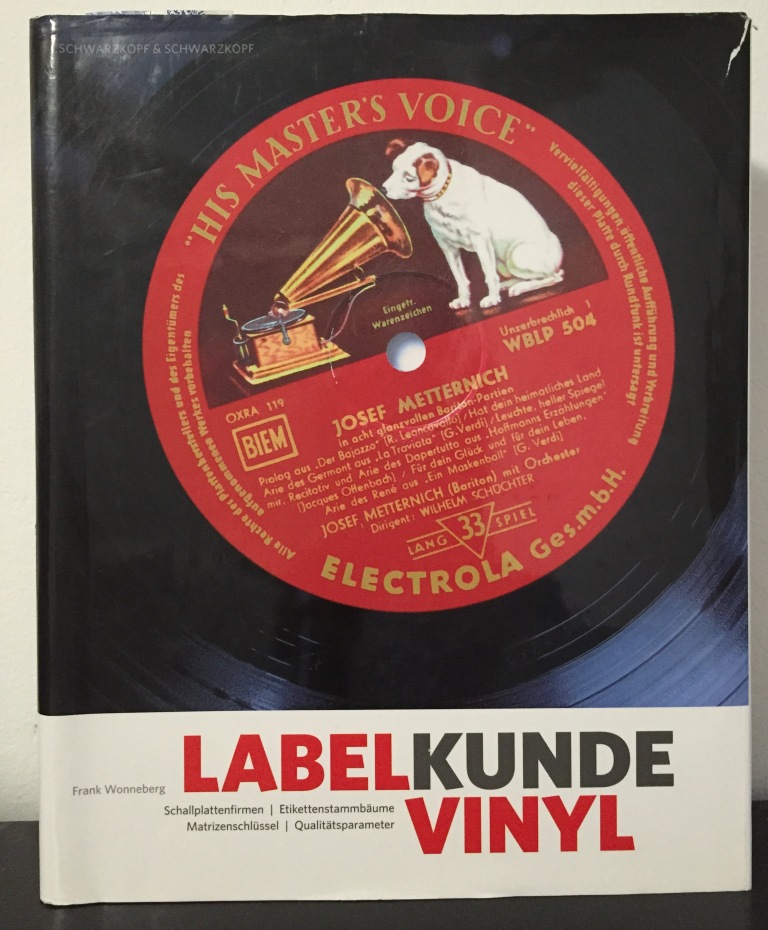 SCHWARZKOPF & SCHWARZKOPF
"HIS MASTER'S VOICE"
Vervielfältigungen, öffentliche Aufführung und Verbreitung
dieser Platte durch Rundfunk ist untersagt
Alle Rechte des Plattenherstellers und des Eigentümers des
aufgenommenen Werkes vorbehalten
Eingetr.
Warenzeichen
Unzerbrechlich 1
WBLP 504
OXRA 119
BIEM
JOSEF METTERNICH
in acht glanzvollen Bariton-Partien
Prolog aus „Der Bajazzo" (R. Leoncavallo) / Hat dein heimatliches Land
Arie des Germont aus „La Traviata" (G. Verdi) / Leuchte, heller Spiegel
mir, Recitativ und Arie des Dapertutto aus „Hoffmanns Erzählungen"
(Jacques Offenbach) / Für dein Glück und für dein Leben,
Arie des René aus „Ein Maskenball" (G. Verdi)
JOSEF METTERNICH (Bariton) mit Orchester
Dirigent: WILHELM SCHÜCHTER
LANG 33 SPIEL
ELECTROLA Ges.m.b.H.
LABELKUNDE
Frank Wonneberg
VINYL
Schallplattenfirmen | Etikettenstammbäume
Matrizenschlüssel | Qualitätsparameter